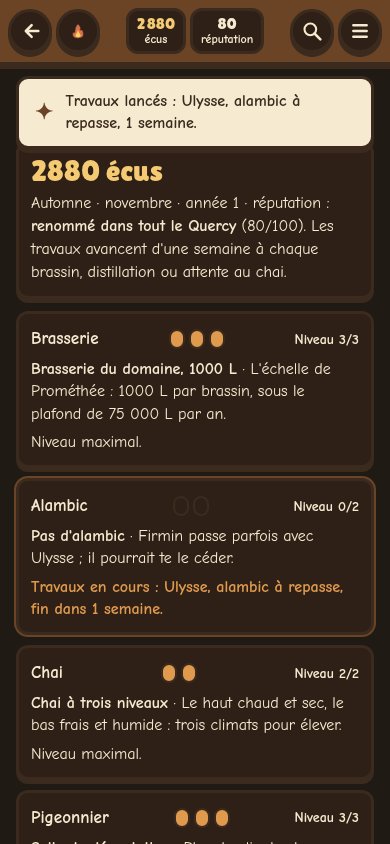 2880
écus
80
réputation
Travaux lancés : Ulysse, alambic à
repasse, 1 semaine.
2880 écus
Automne · novembre · année 1 · réputation :
renommé dans tout le Quercy (80/100). Les
travaux avancent d'une semaine à chaque
brassin, distillation ou attente au chai.
Brasserie
Niveau 3/3
Brasserie du domaine, 1000 L · L'échelle de
Prométhée : 1000 L par brassin, sous le
plafond de 75 000 L par an.
Niveau maximal.
Alambic
Niveau 0/2
Pas d'alambic · Firmin passe parfois avec
Ulysse ; il pourrait te le céder.
Travaux en cours : Ulysse, alambic à repasse,
fin dans 1 semaine.
Chai
Niveau 2/2
Chai à trois niveaux · Le haut chaud et sec, le
bas frais et humide : trois climats pour élever.
Niveau maximal.
Pigeonnier
Niveau 3/3